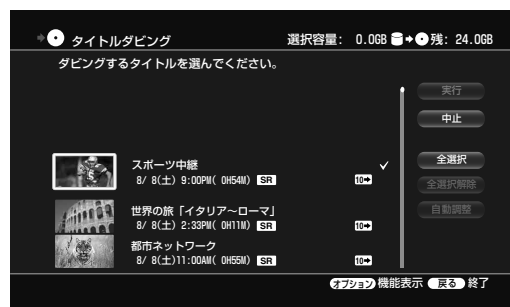 タイトルダビング
選択容量: 0.0GB ➔ 残: 24.0GB
ダビングするタイトルを選んでください。
実行
中止
スポーツ中継 ✓
8/ 8(土) 9:00PM( 0H54M) SR 10➔
全選択
全選択解除
世界の旅「イタリア〜ローマ」
8/ 8(土) 2:33PM( 0H11M) SR 10➔
自動調整
都市ネットワーク
8/ 8(土)11:00AM( 0H55M) SR 10➔
オプション 機能表示 戻る 終了